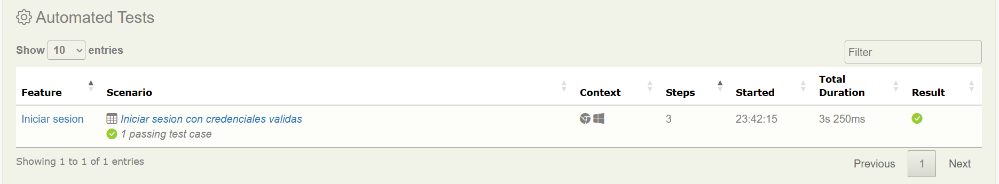 Automated Tests
Show 10 entries
Filter
Feature Scenario Context Steps Started Total Duration Result
Iniciar sesion Iniciar sesion con credenciales validas 3 23:42:15 3s 250ms
1 passing test case
Showing 1 to 1 of 1 entries
Previous 1 Next